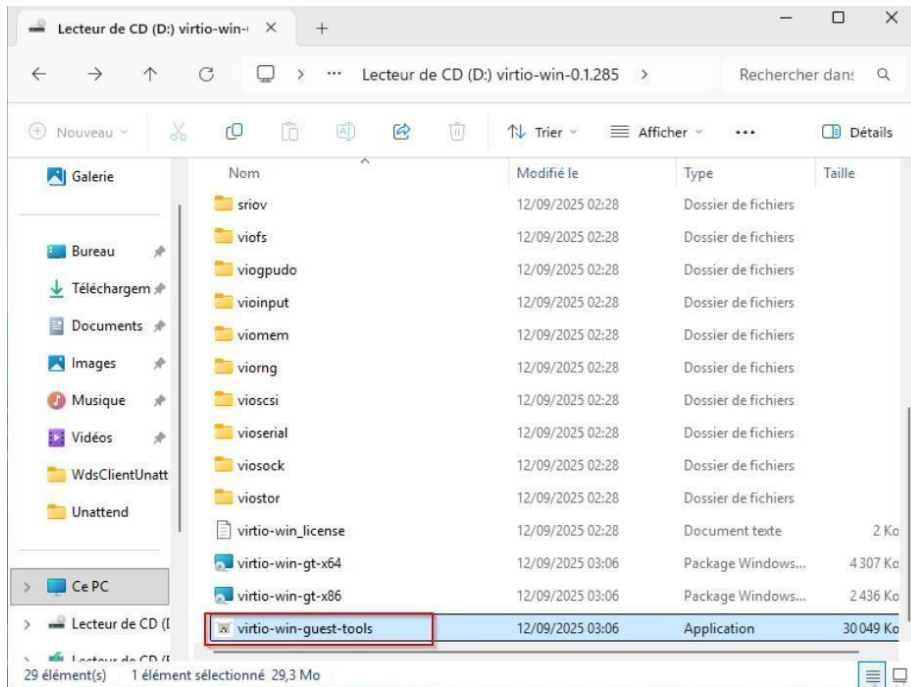 Lecteur de CD (D:) virtio-win-
Lecteur de CD (D:) virtio-win-0.1.285
Rechercher dans
Nouveau
Trier
Afficher
Détails
Galerie
Bureau
Téléchargem
Documents
Images
Musique
Vidéos
WdsClientUnatt
Unattend
Ce PC
Lecteur de CD (
Lecteur de CD (
Nom Modifié le Type Taille
sriov 12/09/2025 02:28 Dossier de fichiers
viofs 12/09/2025 02:28 Dossier de fichiers
viogpudo 12/09/2025 02:28 Dossier de fichiers
vioinput 12/09/2025 02:28 Dossier de fichiers
viomem 12/09/2025 02:28 Dossier de fichiers
viorng 12/09/2025 02:28 Dossier de fichiers
vioscsi 12/09/2025 02:28 Dossier de fichiers
vioserial 12/09/2025 02:28 Dossier de fichiers
viosock 12/09/2025 02:28 Dossier de fichiers
viostor 12/09/2025 02:28 Dossier de fichiers
virtio-win_license 12/09/2025 02:28 Document texte 2 Ko
virtio-win-gt-x64 12/09/2025 03:06 Package Windows... 4 307 Ko
virtio-win-gt-x86 12/09/2025 03:06 Package Windows... 2 436 Ko
virtio-win-guest-tools 12/09/2025 03:06 Application 30 049 Ko
29 élément(s) 1 élément sélectionné 29,3 Mo